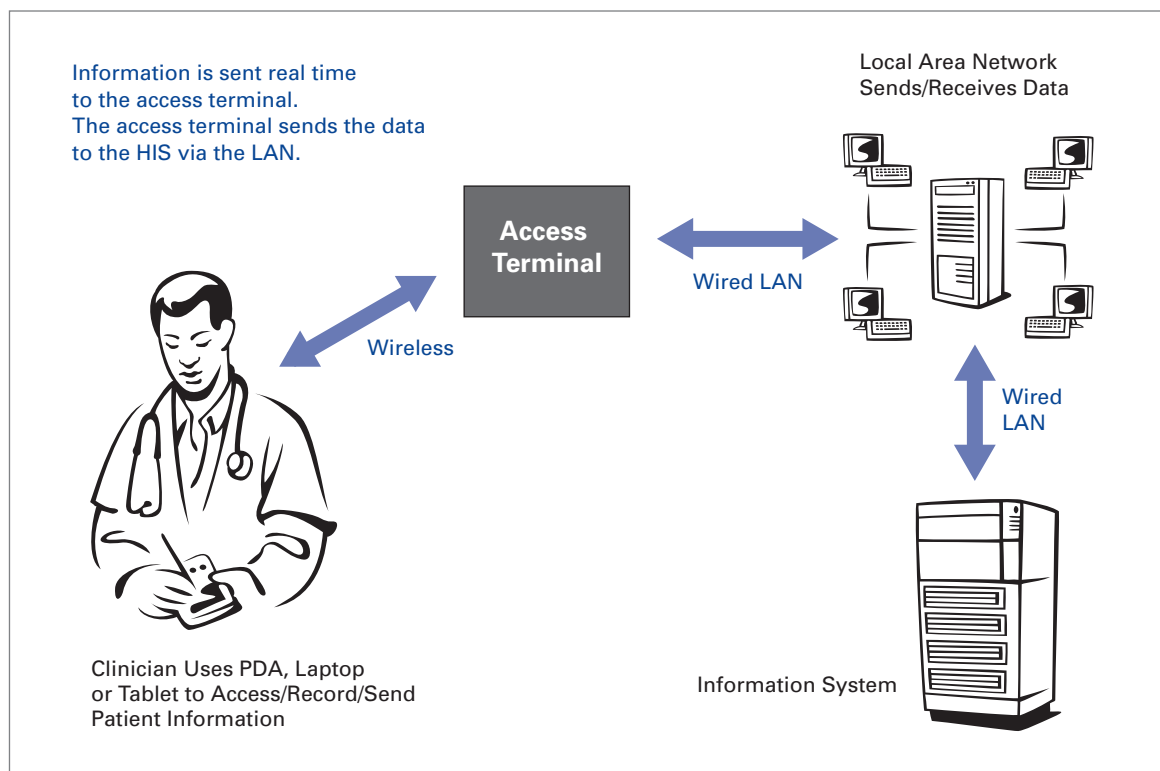 Information is sent real time
to the access terminal.
The access terminal sends the data
to the HIS via the LAN.
Local Area Network
Sends/Receives Data
Access
Terminal
Wired LAN
Wireless
Wired
LAN
Clinician Uses PDA, Laptop
or Tablet to Access/Record/Send
Patient Information
Information System